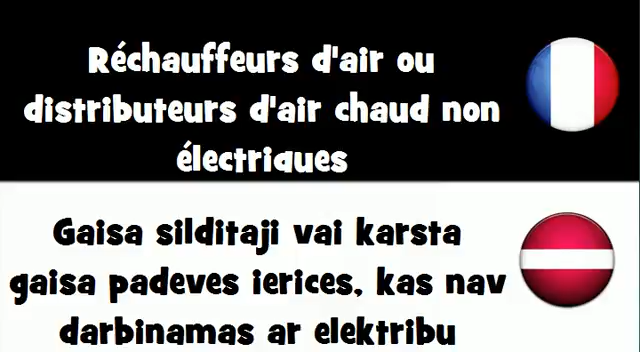 Réchauffeurs d'air ou
distributeurs d'air chaud non
électriques
Gaisa silditaji vai karsta
gaisa padeves ierices, kas nav
darbinamas ar elektribu